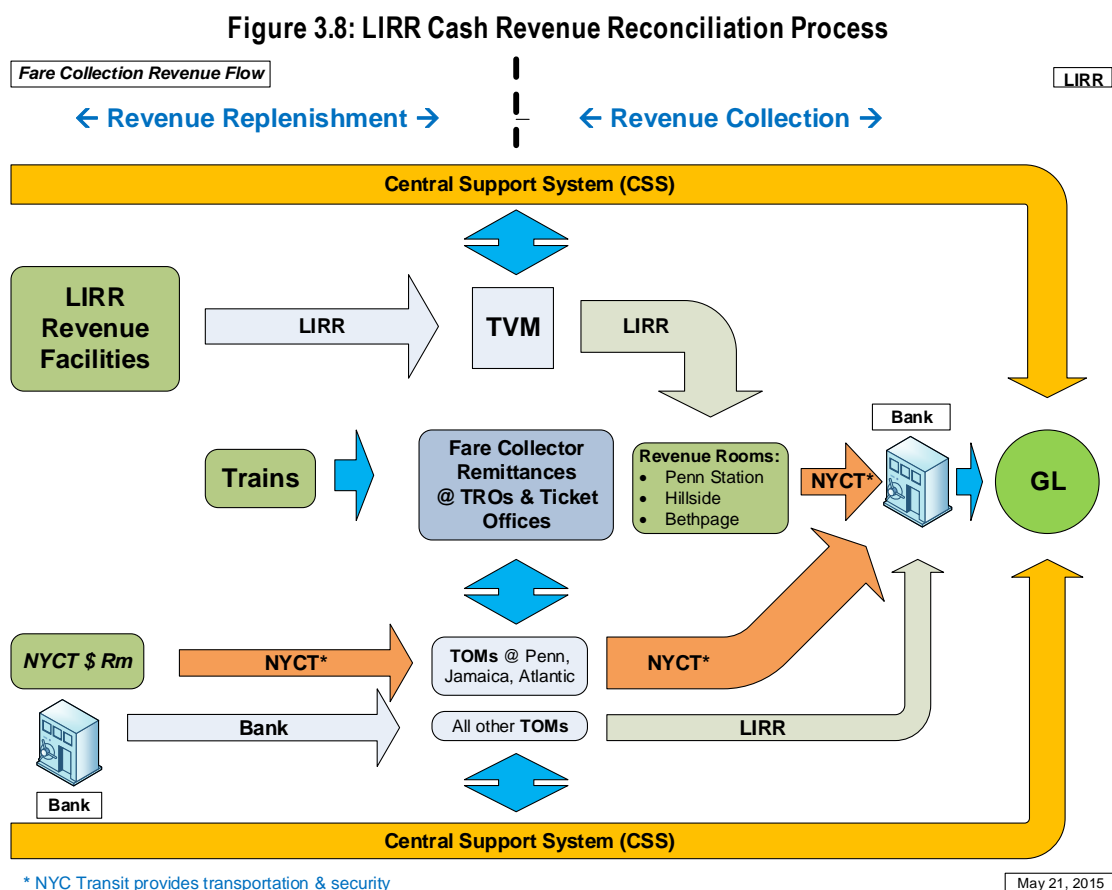 Figure 3.8: LIRR Cash Revenue Reconciliation Process
Fare Collection Revenue Flow
LIRR
← Revenue Replenishment →
← Revenue Collection →
Central Support System (CSS)
LIRR
Revenue
Facilities
LIRR
TVM
LIRR
Bank
Trains
Fare Collector
Remittances
@ TROs & Ticket
Offices
Revenue Rooms:
• Penn Station
• Hillside
• Bethpage
NYCT*
GL
NYCT $ Rm
NYCT*
TOMs @ Penn,
Jamaica, Atlantic
NYCT*
Bank
All other TOMs
LIRR
Bank
Central Support System (CSS)
* NYC Transit provides transportation & security
May 21, 2015